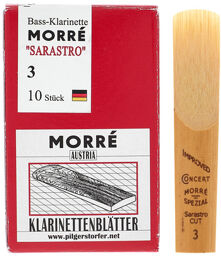 Bass-Klarinette
MORRÉ
"SARASTRO"
3
10 Stück
MORRÉ
AUSTRIA
KLARINETTENBLÄTTER
www.pilgerstorfer.net
IMPROVED
CONCERT
MORRÉ
SPEZIAL
Sarastro
CUT
3